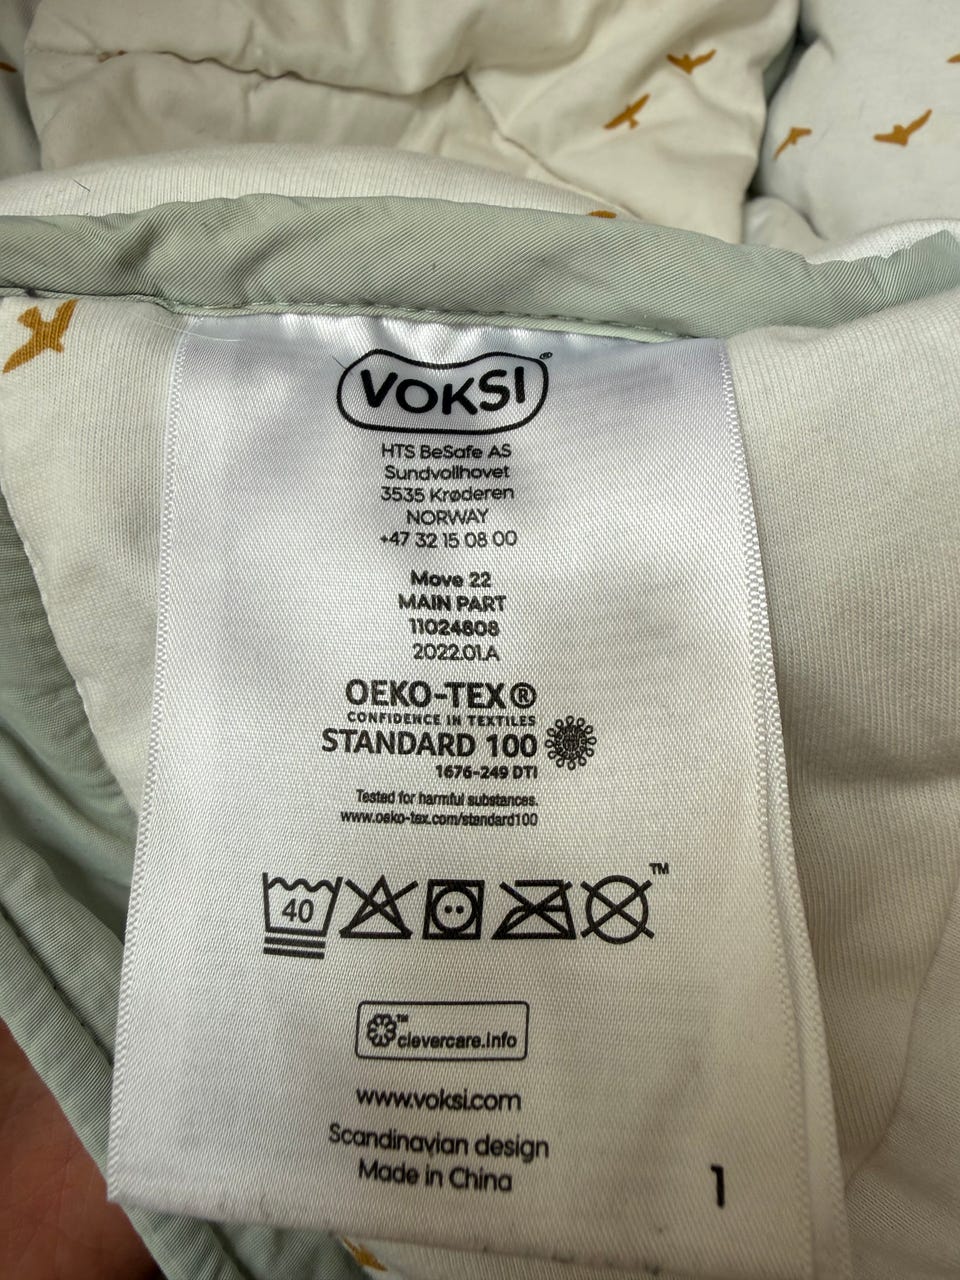 VOKSI®
HTS BeSafe AS
Sundvollhovet
3535 Krøderen
NORWAY
+47 32 15 08 00
Move 22
MAIN PART
11024808
2022.01.A
OEKO-TEX®
CONFIDENCE IN TEXTILES
STANDARD 100
1676-249 DTI
Tested for harmful substances.
www.oeko-tex.com/standard100
40 ™
™ clevercare.info
www.voksi.com
Scandinavian design
Made in China
1